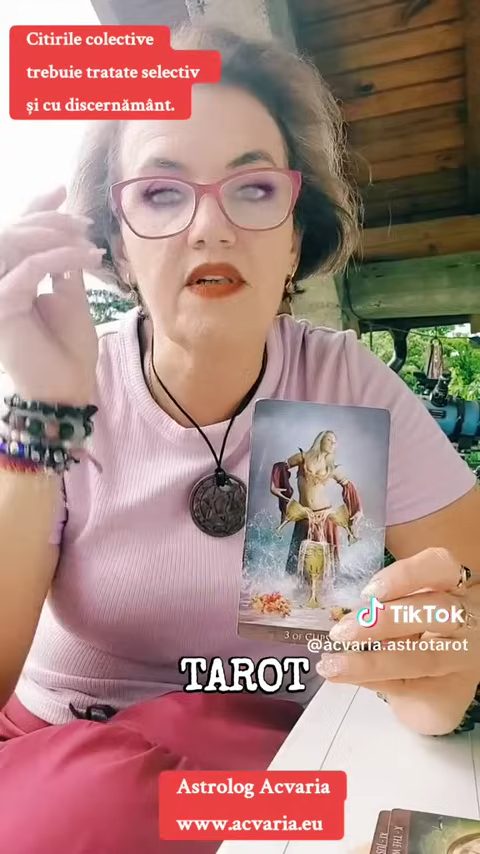 Citirile colective
trebuie tratate selectiv
și cu discernământ.
3 OF CUPS
TikTok
@acvaria.astrotarot
TAROT
Astrolog Acvaria
www.acvaria.eu